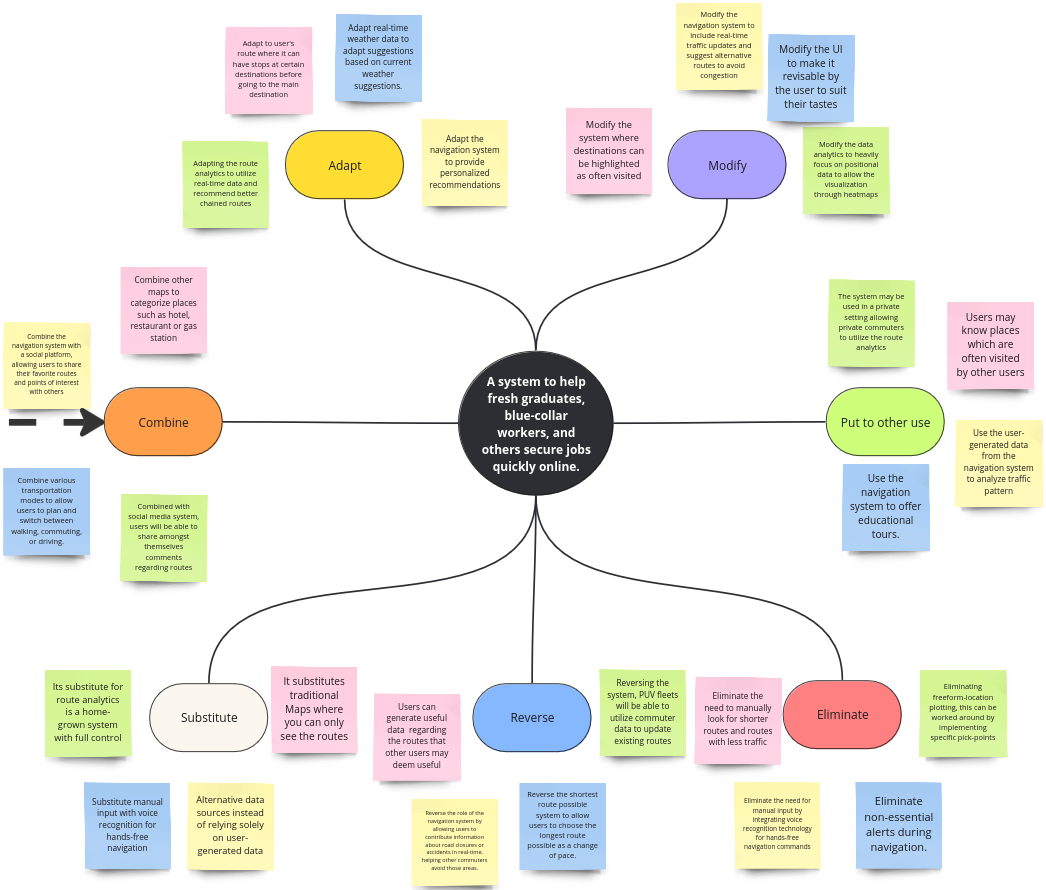 Adapt to user's
route where it can
have stops at certain
destinations before
going to the main
destination
Adapt real-time
weather data to
adapt suggestions
based on current
weather
suggestions.
Adapting the route
analytics to utilize
real-time data and
recommend better
chained routes
Adapt
Adapt the
navigation system
to provide
personalized
recommendations
Modify the
navigation system to
include real-time
traffic updates and
suggest alternative
routes to avoid
congestion
Modify the UI
to make it
revisable by
the user to suit
their tastes
Modify the
system where
destinations can
be highlighted
as often visited
Modify
Modify the data
analytics to heavily
focus on positional
data to allow the
visualization
through heatmaps
Combine other
maps to
categorize places
such as hotel,
restaurant or gas
station
Combine the
navigation system with
a social platform,
allowing users to share
their favorite routes
and points of interest
with others
Combine
Combine various
transportation
modes to allow
users to plan and
switch between
walking, commuting,
or driving.
Combined with
social media system,
users will be able to
share amongst
themselves
comments
regarding routes
A system to help
fresh graduates,
blue-collar
workers, and
others secure jobs
quickly online.
The system may be
used in a private
setting allowing
private commuters
to utilize the route
analytics
Users may
know places
which are
often visited
by other users
Put to other use
Use the user-
generated data
from the
navigation system
to analyze traffic
pattern
Use the
navigation
system to offer
educational
tours.
Its substitute for
route analytics
is a home-
grown system
with full control
Substitute
It substitutes
traditional
Maps where
you can only
see the routes
Substitute manual
input with voice
recognition for
hands-free
navigation
Alternative data
sources instead
of relying solely
on user-
generated data
Users can
generate useful
data regarding
the routes that
other users may
deem useful
Reverse
Reversing the
system, PUV fleets
will be able to
utilize commuter
data to update
existing routes
Reverse the role of the
navigation system by
allowing users to
contribute information
about road closures or
accidents in real-time,
helping other commuters
avoid those areas.
Reverse the shortest
route possible
system to allow
users to choose the
longest route
possible as a change
of pace.
Eliminate the
need to manually
look for shorter
routes and routes
with less traffic
Eliminate
Eliminating
freeform-location
plotting, this can be
worked around by
implementing
specific pick-points
Eliminate the need for
manual input by
integrating voice
recognition technology
for hands-free
navigation commands
Eliminate
non-essential
alerts during
navigation.